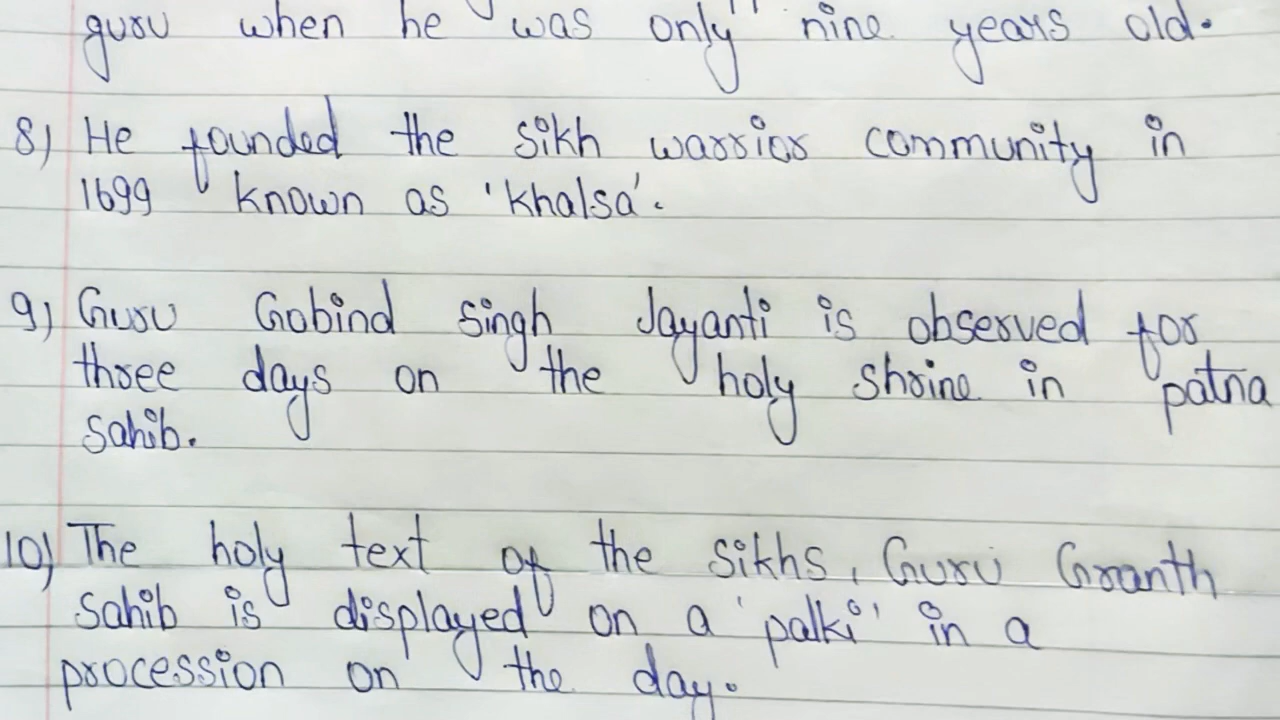 guru when he was only nine years old.
8) He founded the Sikh warrior community in
1699 known as 'Khalsa'.
9) Guru Gobind Singh Jayanti is observed for
three days on the holy shrine in patna
Sahib.
10) The holy text of the Sikhs, Guru Granth
Sahib is displayed on a 'palki' in a
procession on the day.